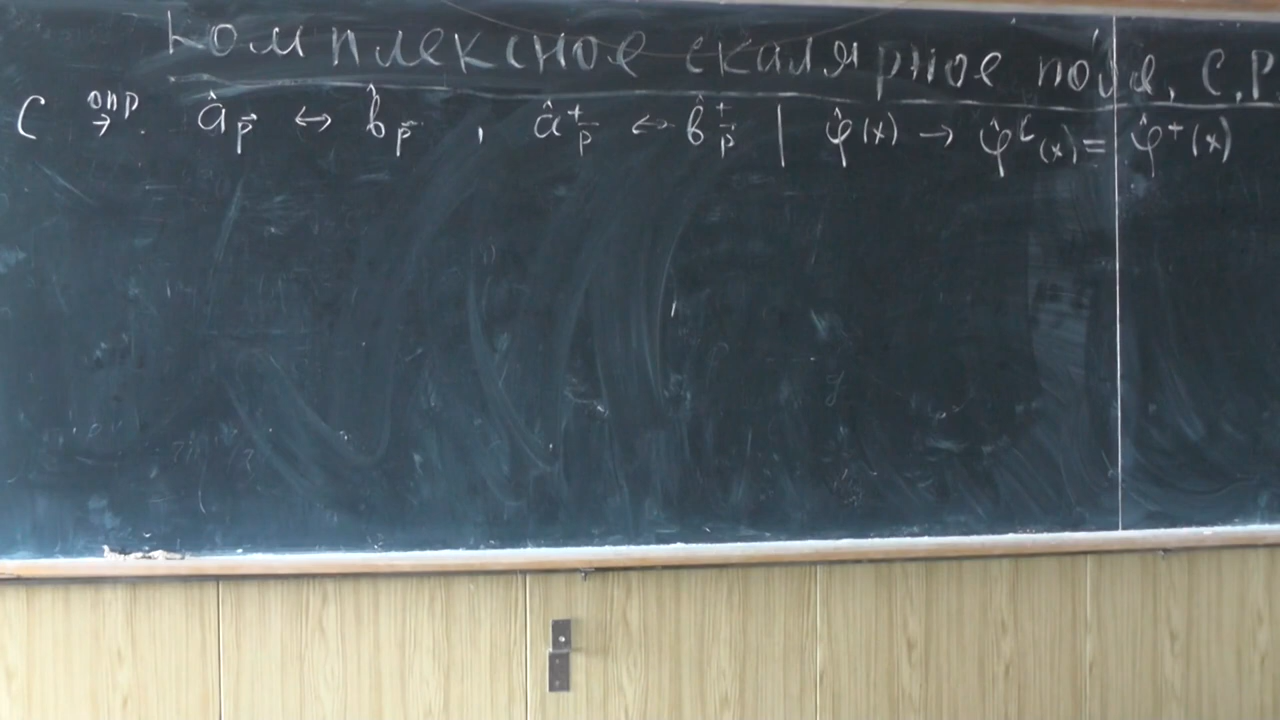 Комплексное скалярное поле, C, P
C опр. → â_p⃗ ↔ b̂_p⃗ , â⁺_p⃗ ↔ b̂⁺_p⃗ | φ̂(x) → φ̂ᶜ(x) = φ̂⁺(x)